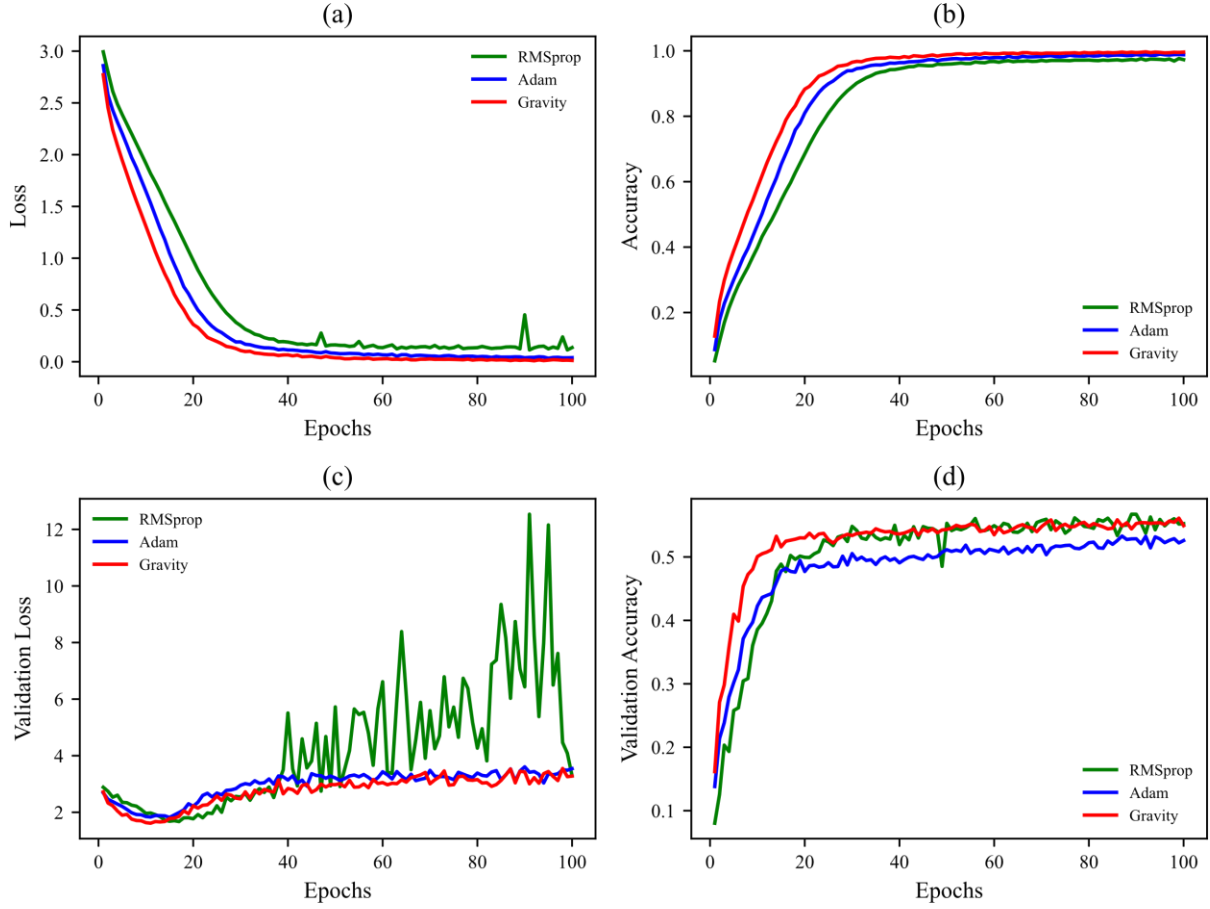 (a)
3.0
2.5
2.0
1.5
1.0
0.5
0.0
Loss
RMSprop
Adam
Gravity
0 20 40 60 80 100
Epochs
(b)
1.0
0.8
0.6
0.4
0.2
Accuracy
RMSprop
Adam
Gravity
0 20 40 60 80 100
Epochs
(c)
12
10
8
6
4
2
Validation Loss
RMSprop
Adam
Gravity
0 20 40 60 80 100
Epochs
(d)
0.5
0.4
0.3
0.2
0.1
Validation Accuracy
RMSprop
Adam
Gravity
0 20 40 60 80 100
Epochs